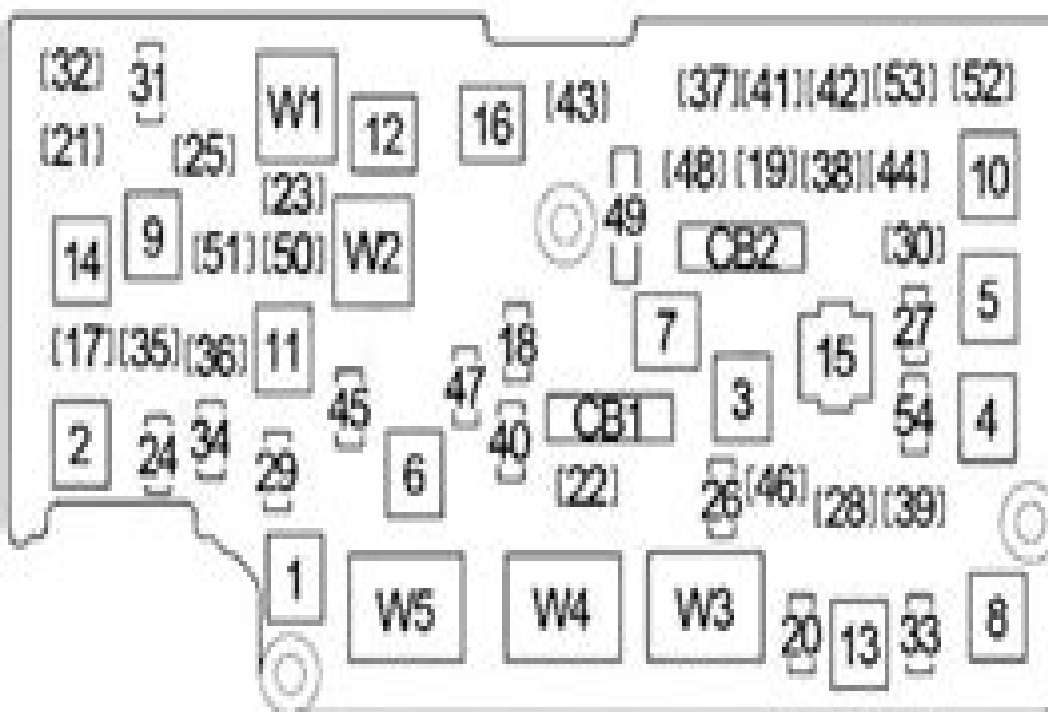 (32) 31 W1 12 16 (43) (37) (41) (42) (53) (52)
(21) (25) (23) 49 (48) (19) (38) (44) 10
14 9 (51) (50) W2 CB2 (30)
(17) (35) (36) 11 18 7 15 27 5
2 24 34 29 45 6 47 40 CB1 3 54 4
(22) 26 (46) (28) (39)
1 W5 W4 W3 20 13 33 8